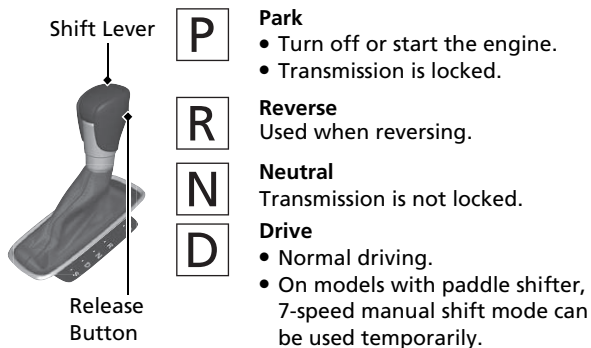 Shift Lever
Release
Button
P
Park
• Turn off or start the engine.
• Transmission is locked.
R
Reverse
Used when reversing.
N
Neutral
Transmission is not locked.
D
Drive
• Normal driving.
• On models with paddle shifter,
7-speed manual shift mode can
be used temporarily.